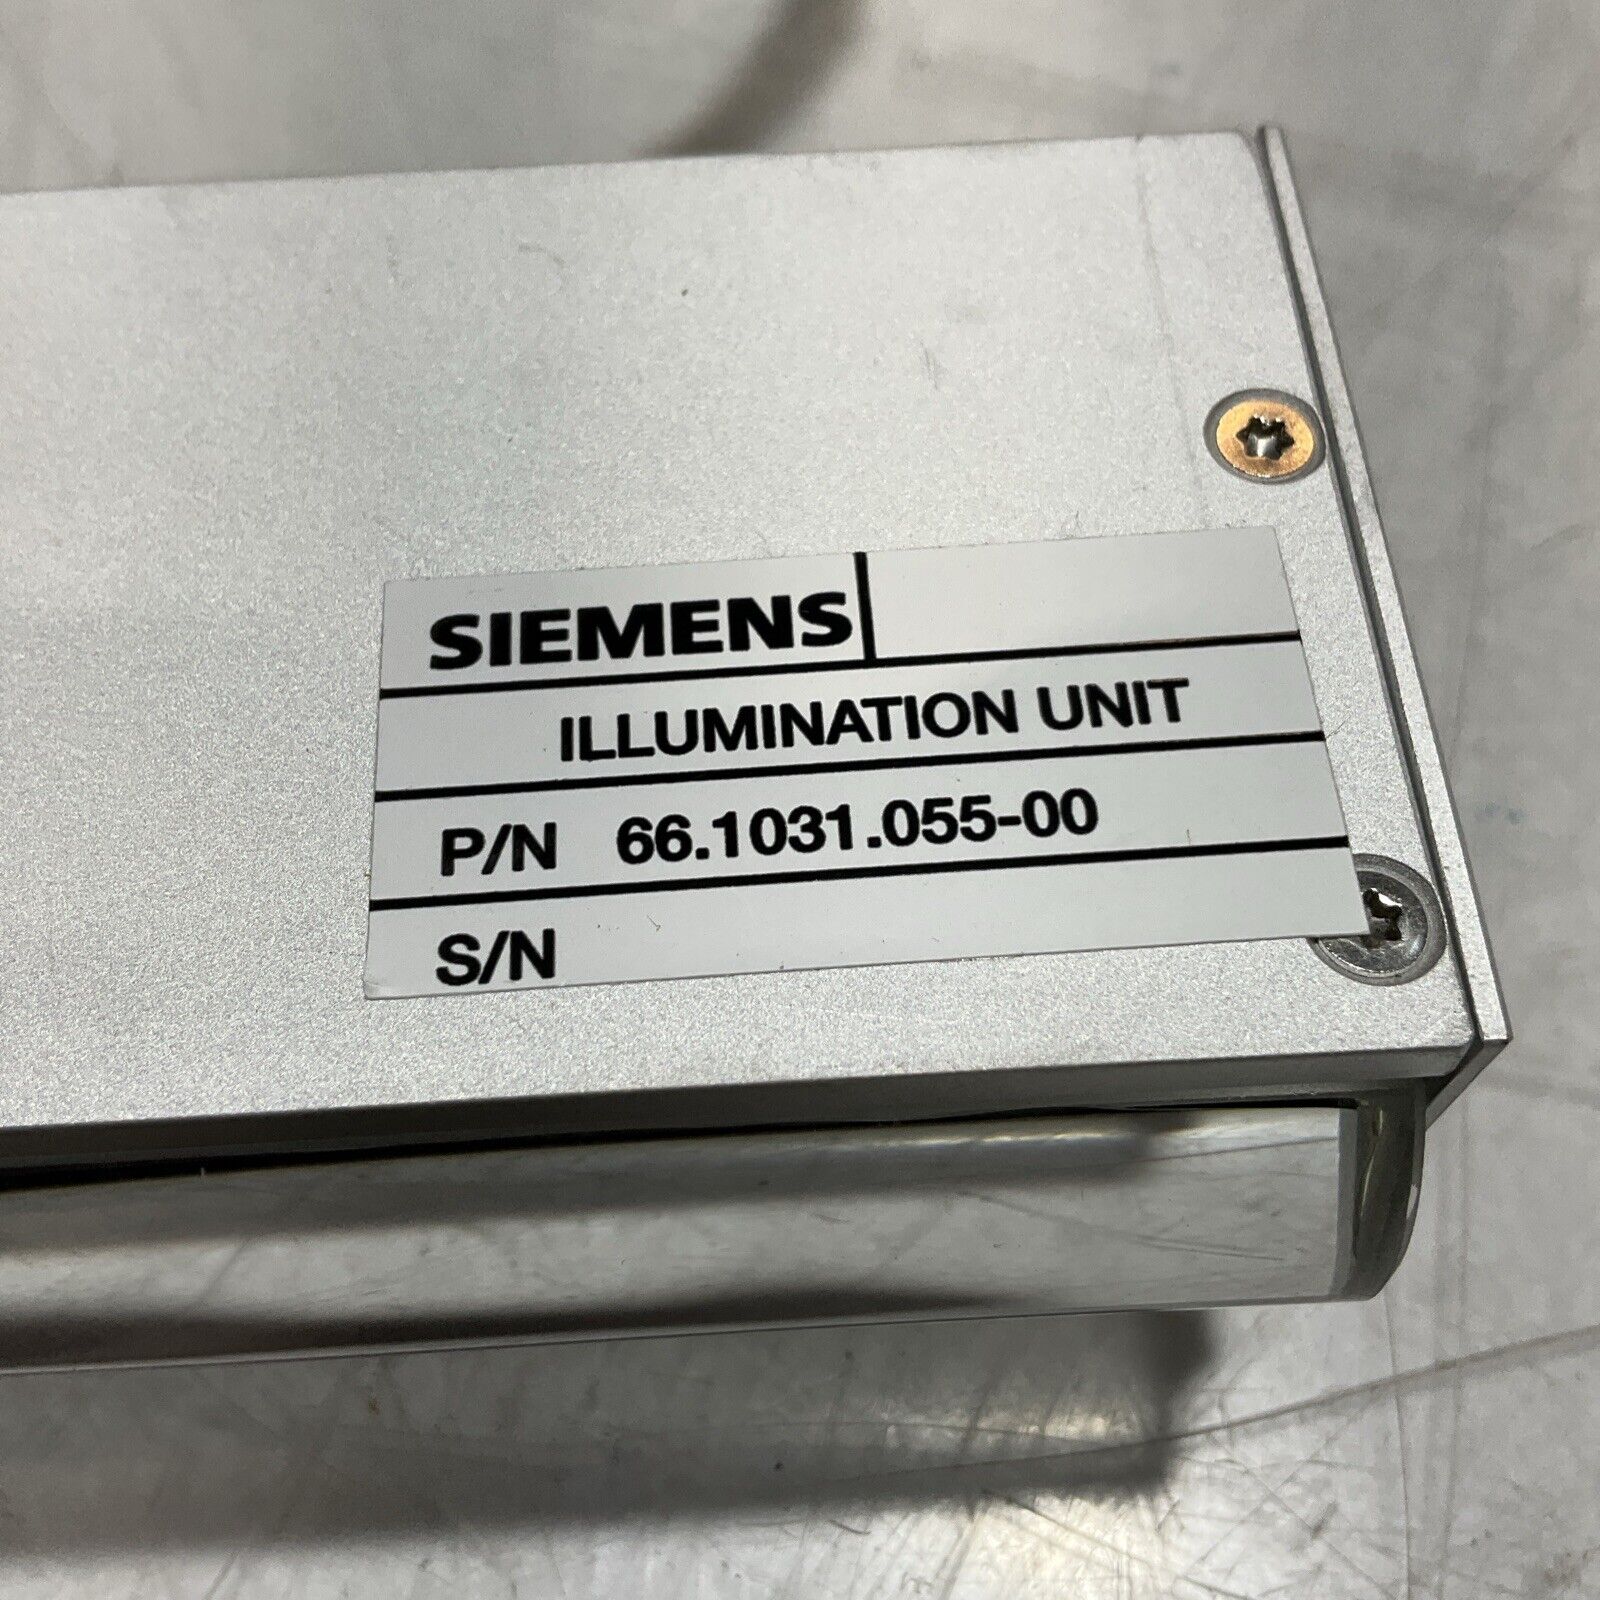 SIEMENS
ILLUMINATION UNIT
P/N 66.1031.055-00
S/N